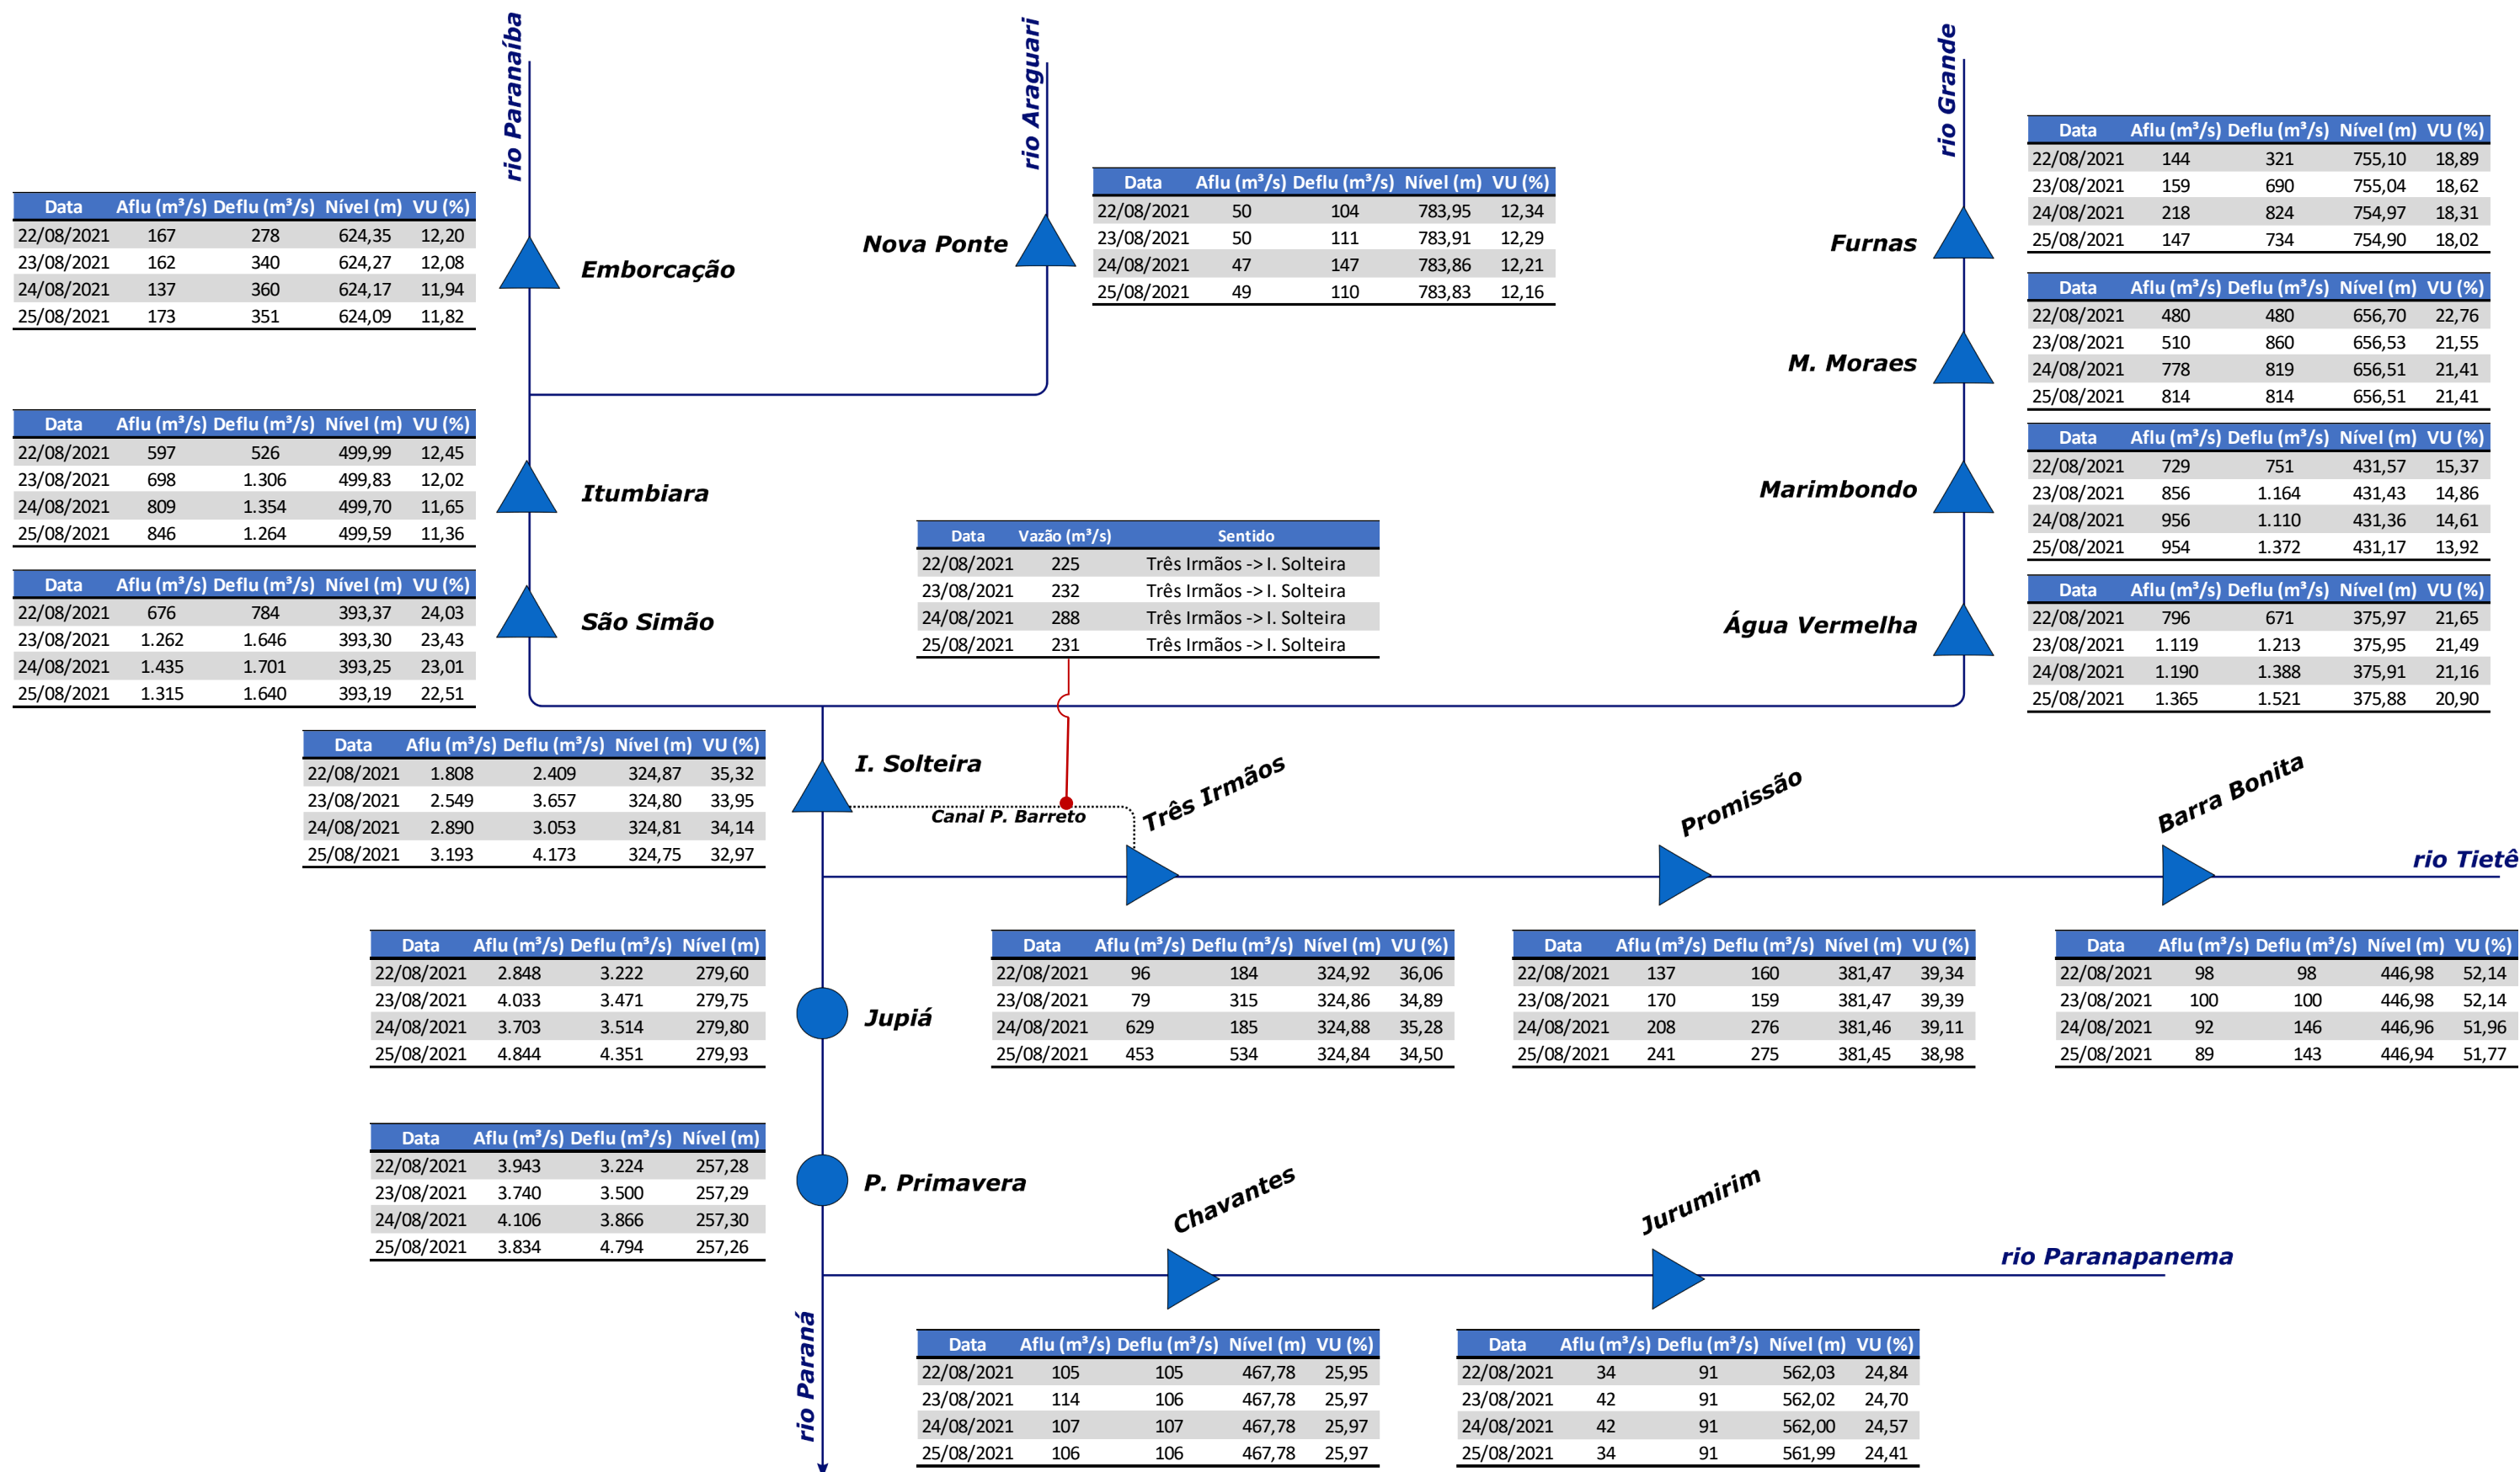 rio Paranaíba
rio Araguari
rio Grande
Data Aflu (m³/s) Deflu (m³/s) Nível (m) VU (%)
22/08/2021 144 321 755,10 18,89
23/08/2021 159 690 755,04 18,62
24/08/2021 218 824 754,97 18,31
25/08/2021 147 734 754,90 18,02
Furnas
Data Aflu (m³/s) Deflu (m³/s) Nível (m) VU (%)
22/08/2021 50 104 783,95 12,34
23/08/2021 50 111 783,91 12,29
24/08/2021 47 147 783,86 12,21
25/08/2021 49 110 783,83 12,16
Nova Ponte
Data Aflu (m³/s) Deflu (m³/s) Nível (m) VU (%)
22/08/2021 167 278 624,35 12,20
23/08/2021 162 340 624,27 12,08
24/08/2021 137 360 624,17 11,94
25/08/2021 173 351 624,09 11,82
Emborcação
Data Aflu (m³/s) Deflu (m³/s) Nível (m) VU (%)
22/08/2021 480 480 656,70 22,76
23/08/2021 510 860 656,53 21,55
24/08/2021 778 819 656,51 21,41
25/08/2021 814 814 656,51 21,41
M. Moraes
Data Aflu (m³/s) Deflu (m³/s) Nível (m) VU (%)
22/08/2021 597 526 499,99 12,45
23/08/2021 698 1.306 499,83 12,02
24/08/2021 809 1.354 499,70 11,65
25/08/2021 846 1.264 499,59 11,36
Itumbiara
Data Aflu (m³/s) Deflu (m³/s) Nível (m) VU (%)
22/08/2021 729 751 431,57 15,37
23/08/2021 856 1.164 431,43 14,86
24/08/2021 956 1.110 431,36 14,61
25/08/2021 954 1.372 431,17 13,92
Marimbondo
Data Vazão (m³/s) Sentido
22/08/2021 225 Três Irmãos -> I. Solteira
23/08/2021 232 Três Irmãos -> I. Solteira
24/08/2021 288 Três Irmãos -> I. Solteira
25/08/2021 231 Três Irmãos -> I. Solteira
Data Aflu (m³/s) Deflu (m³/s) Nível (m) VU (%)
22/08/2021 676 784 393,37 24,03
23/08/2021 1.262 1.646 393,30 23,43
24/08/2021 1.435 1.701 393,25 23,01
25/08/2021 1.315 1.640 393,19 22,51
São Simão
Data Aflu (m³/s) Deflu (m³/s) Nível (m) VU (%)
22/08/2021 796 671 375,97 21,65
23/08/2021 1.119 1.213 375,95 21,49
24/08/2021 1.190 1.388 375,91 21,16
25/08/2021 1.365 1.521 375,88 20,90
Água Vermelha
Data Aflu (m³/s) Deflu (m³/s) Nível (m) VU (%)
22/08/2021 1.808 2.409 324,87 35,32
23/08/2021 2.549 3.657 324,80 33,95
24/08/2021 2.890 3.053 324,81 34,14
25/08/2021 3.193 4.173 324,75 32,97
I. Solteira
Canal P. Barreto
Três Irmãos
Promissão
Barra Bonita
rio Tietê
Data Aflu (m³/s) Deflu (m³/s) Nível (m)
22/08/2021 2.848 3.222 279,60
23/08/2021 4.033 3.471 279,75
24/08/2021 3.703 3.514 279,80
25/08/2021 4.844 4.351 279,93
Jupiá
Data Aflu (m³/s) Deflu (m³/s) Nível (m) VU (%)
22/08/2021 96 184 324,92 36,06
23/08/2021 79 315 324,86 34,89
24/08/2021 629 185 324,88 35,28
25/08/2021 453 534 324,84 34,50
Data Aflu (m³/s) Deflu (m³/s) Nível (m) VU (%)
22/08/2021 137 160 381,47 39,34
23/08/2021 170 159 381,47 39,39
24/08/2021 208 276 381,46 39,11
25/08/2021 241 275 381,45 38,98
Data Aflu (m³/s) Deflu (m³/s) Nível (m) VU (%)
22/08/2021 98 98 446,98 52,14
23/08/2021 100 100 446,98 52,14
24/08/2021 92 146 446,96 51,96
25/08/2021 89 143 446,94 51,77
Data Aflu (m³/s) Deflu (m³/s) Nível (m)
22/08/2021 3.943 3.224 257,28
23/08/2021 3.740 3.500 257,29
24/08/2021 4.106 3.866 257,30
25/08/2021 3.834 4.794 257,26
P. Primavera
Chavantes
Jurumirim
rio Paranapanema
rio Paraná
Data Aflu (m³/s) Deflu (m³/s) Nível (m) VU (%)
22/08/2021 105 105 467,78 25,95
23/08/2021 114 106 467,78 25,97
24/08/2021 107 107 467,78 25,97
25/08/2021 106 106 467,78 25,97
Data Aflu (m³/s) Deflu (m³/s) Nível (m) VU (%)
22/08/2021 34 91 562,03 24,84
23/08/2021 42 91 562,02 24,70
24/08/2021 42 91 562,00 24,57
25/08/2021 34 91 561,99 24,41